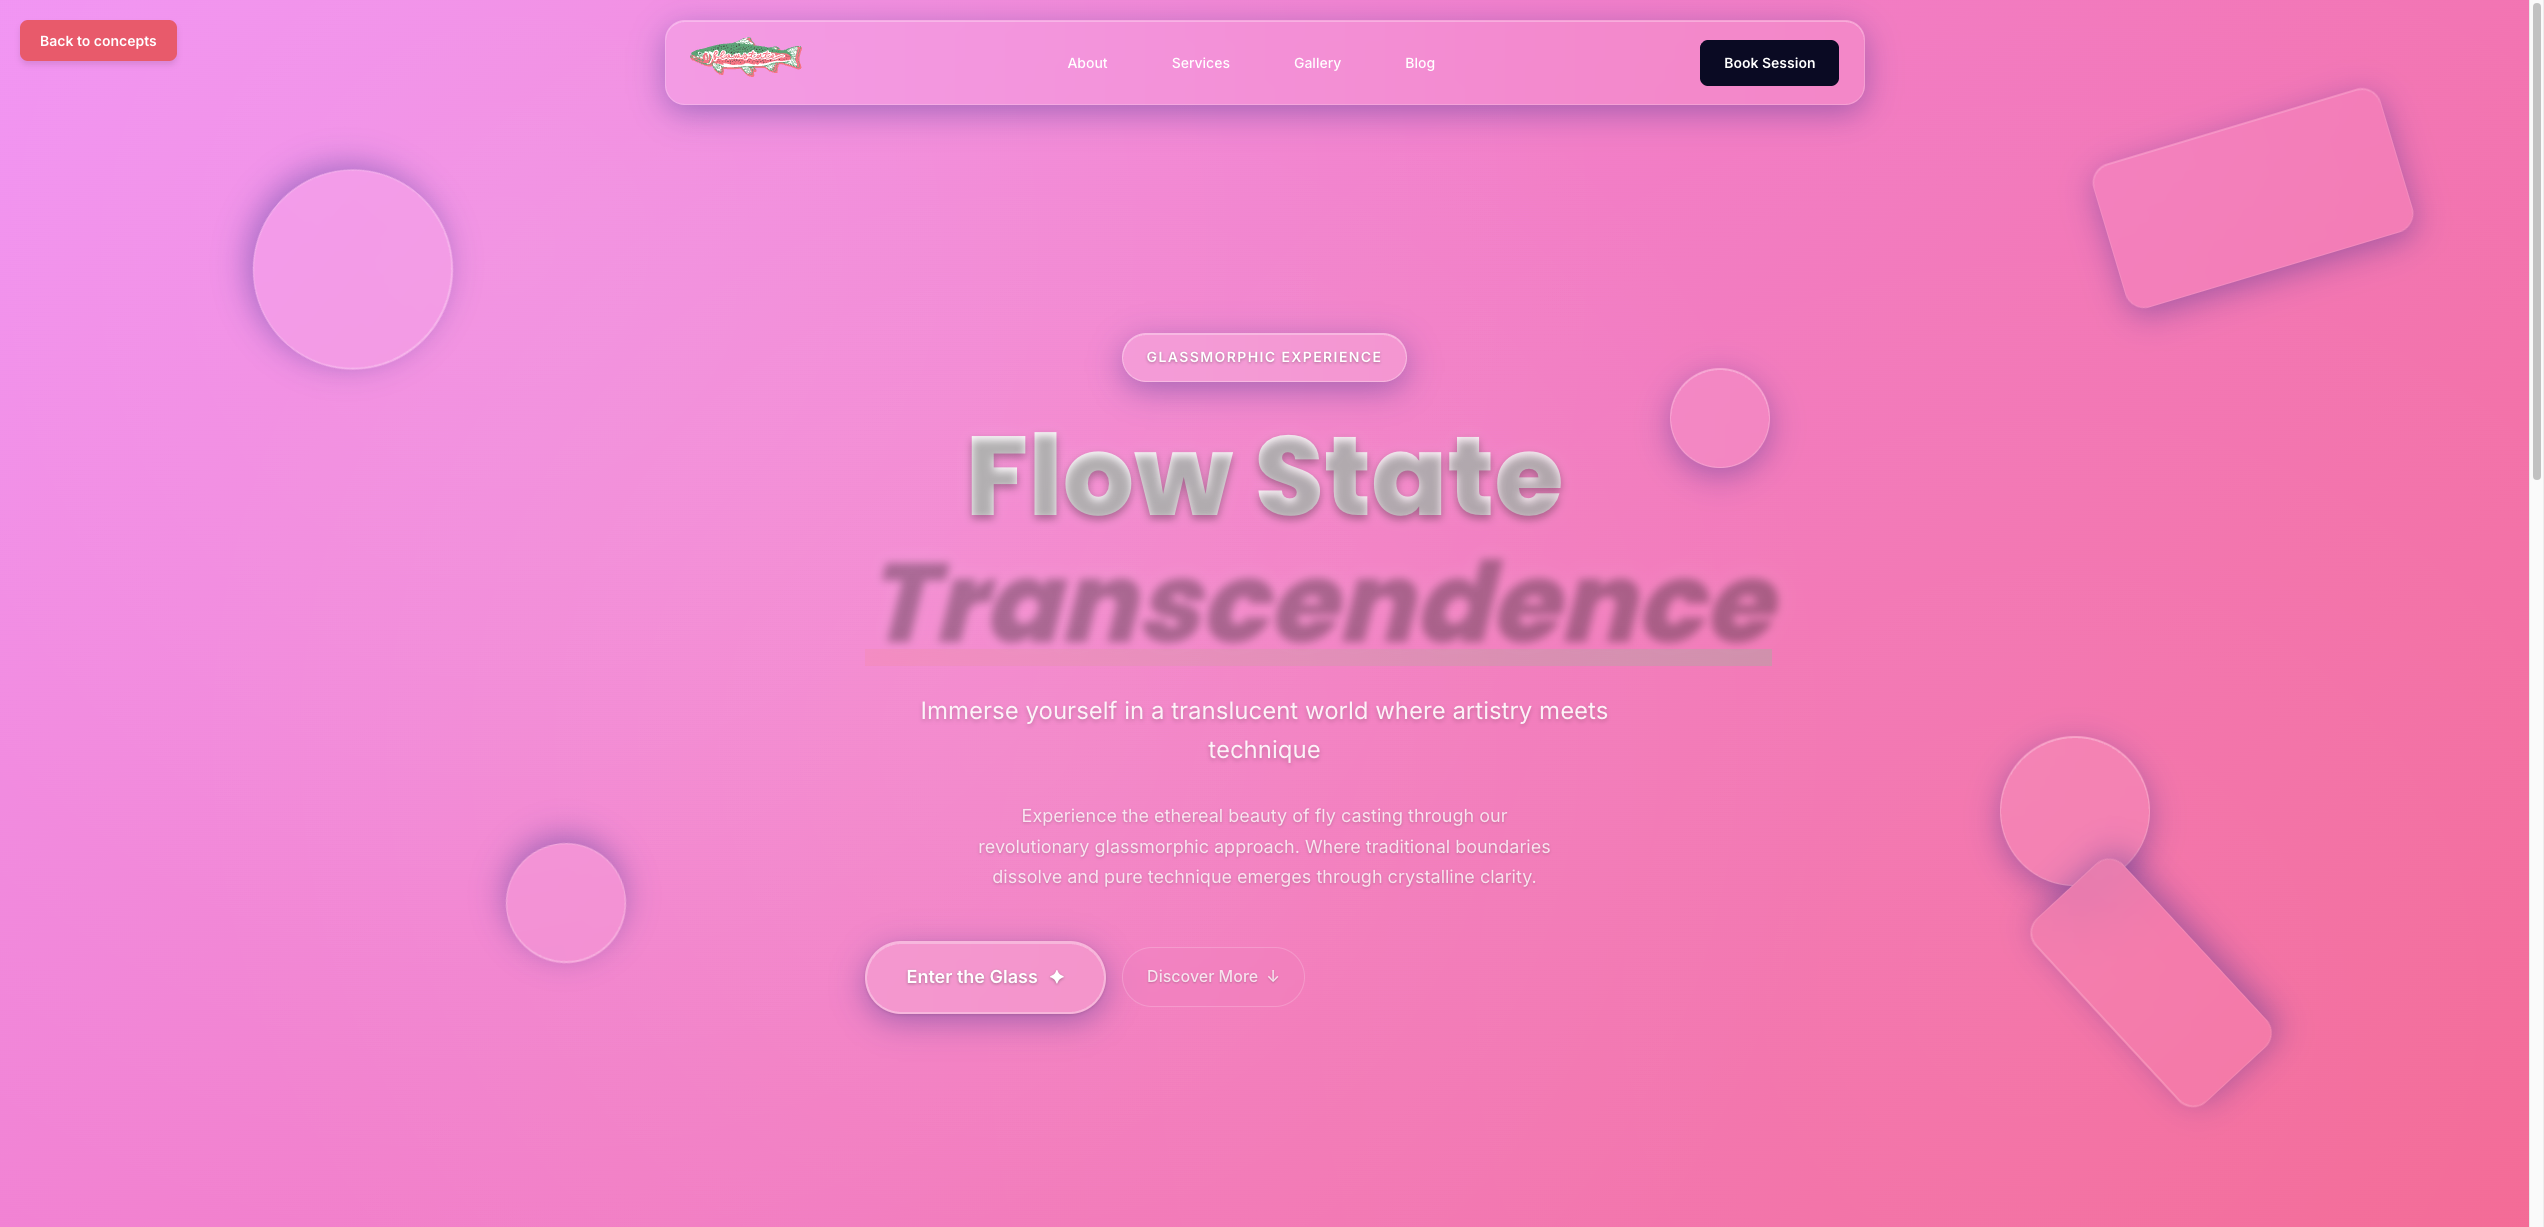 Back to concepts
About
Services
Gallery
Blog
Book Session
GLASSMORPHIC EXPERIENCE
Flow State
Transcendence
Immerse yourself in a translucent world where artistry meets
technique
Experience the ethereal beauty of fly casting through our
revolutionary glassmorphic approach. Where traditional boundaries
dissolve and pure technique emerges through crystalline clarity.
Enter the Glass ✦
Discover More ↓